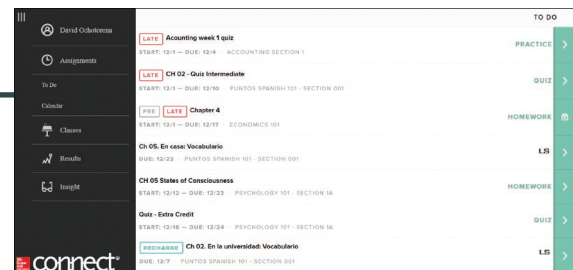 TO DO
David Ochotorena
Assignments
To Do
Calendar
Classes
Results
Insight
connect®
LATE Acounting week 1 quiz
START: 12/1 — DUE: 12/4 · ACCOUNTING SECTION 1
PRACTICE
LATE CH 02 - Quiz Intermediate
START: 12/1 — DUE: 12/10 · PUNTOS SPANISH 101 - SECTION 001
QUIZ
PRE LATE Chapter 4
START: 12/1 — DUE: 12/17 · ECONOMICS 101
HOMEWORK
Ch 05. En casa: Vocabulario
DUE: 12/22 · PUNTOS SPANISH 101 - SECTION 001
LS
CH 05 States of Consciousness
START: 12/12 — DUE: 12/23 · PSYCHOLOGY 101 - SECTION 1A
HOMEWORK
Quiz - Extra Credit
START: 12/18 — DUE: 12/24 · PSYCHOLOGY 101 - SECTION 1A
QUIZ
RECHARGE Ch 02. En la universidad: Vocabulario
DUE: 12/7 · PUNTOS SPANISH 101 - SECTION 001
LS